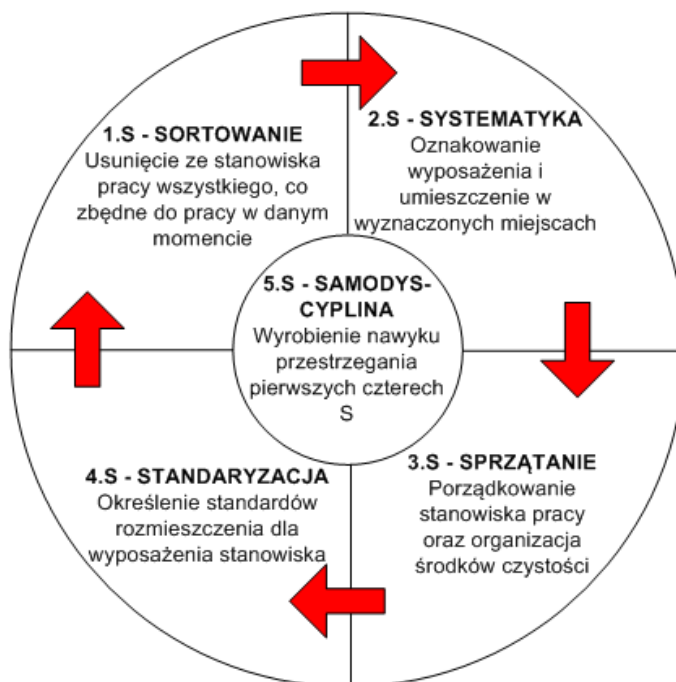 1.S - SORTOWANIE
Usunięcie ze stanowiska
pracy wszystkiego, co
zbędne do pracy w danym
momencie
2.S - SYSTEMATYKA
Oznakowanie
wyposażenia i
umieszczenie w
wyznaczonych miejscach
3.S - SPRZĄTANIE
Porządkowanie
stanowiska pracy
oraz organizacja
środków czystości
4.S - STANDARYZACJA
Określenie standardów
rozmieszczenia dla
wyposażenia stanowiska
5.S - SAMODYS-
CYPLINA
Wyrobienie nawyku
przestrzegania
pierwszych czterech
S